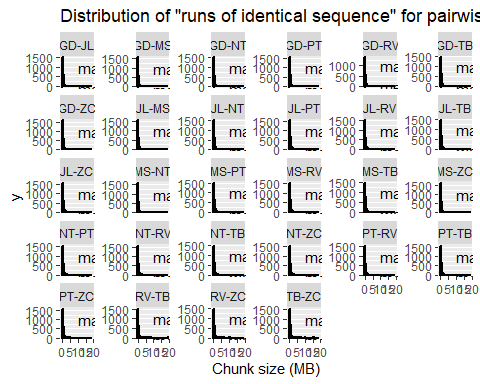 Distribution of "runs of identical sequence" for pairwis
GD-JL GD-MS GD-NT GD-PT GD-RV GD-TB
1500 1000 500 0 ma
1500 1000 500 0 ma
1500 1000 500 0 ma
1500 1000 500 0 ma
1000 500 0 ma
1500 1000 500 0 ma
GD-ZC JL-MS JL-NT JL-PT JL-RV JL-TB
1500 1000 500 0 ma
1500 1000 500 0 ma
1500 1000 500 0 ma
1500 1000 500 0 ma
1500 1000 500 0 ma
1500 1000 500 0 ma
JL-ZC MS-NT MS-PT MS-RV MS-TB MS-ZC
1500 1000 500 0 ma
1500 1000 500 0 ma
1500 1000 500 0 ma
1500 1000 500 0 ma
1500 1000 500 0 ma
1500 1000 500 0 ma
y
NT-PT NT-RV NT-TB NT-ZC PT-RV PT-TB
1500 1000 500 0 ma
1500 1000 500 0 ma
1500 1000 500 0 ma
1500 1000 500 0 ma
1500 1000 500 0 ma
1500 1000 500 0 ma
0 5 10 15 20
0 5 10 15 20
PT-ZC RV-TB RV-ZC TB-ZC
1500 1000 500 0 ma
1500 1000 500 0 ma
1500 1000 500 0 ma
1500 1000 500 0 ma
0 5 10 15 20
0 5 10 15 20
0 5 10 15 20
0 5 10 15 20
Chunk size (MB)